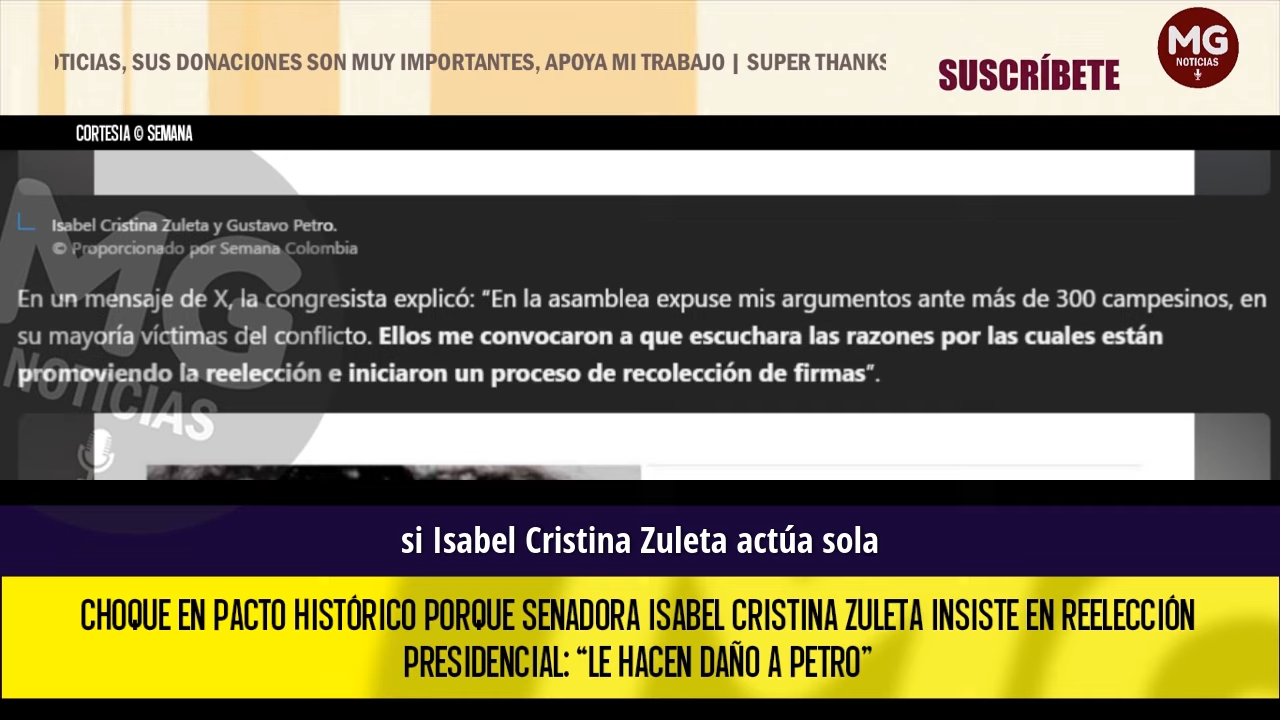 OTICIAS, SUS DONACIONES SON MUY IMPORTANTES, APOYA MI TRABAJO | SUPER THANKS
SUSCRÍBETE
MG
NOTICIAS
CORTESIA © SEMANA
Isabel Cristina Zuleta y Gustavo Petro.
© Proporcionado por Semana Colombia
En un mensaje de X, la congresista explicó: “En la asamblea expuse mis argumentos ante más de 300 campesinos, en
su mayoría víctimas del conflicto. Ellos me convocaron a que escuchara las razones por las cuales están
promoviendo la reelección e iniciaron un proceso de recolección de firmas”.
MG
NOTICIAS
si Isabel Cristina Zuleta actúa sola
CHOQUE EN PACTO HISTÓRICO PORQUE SENADORA ISABEL CRISTINA ZULETA INSISTE EN REELECCIÓN
PRESIDENCIAL: “LE HACEN DAÑO A PETRO”